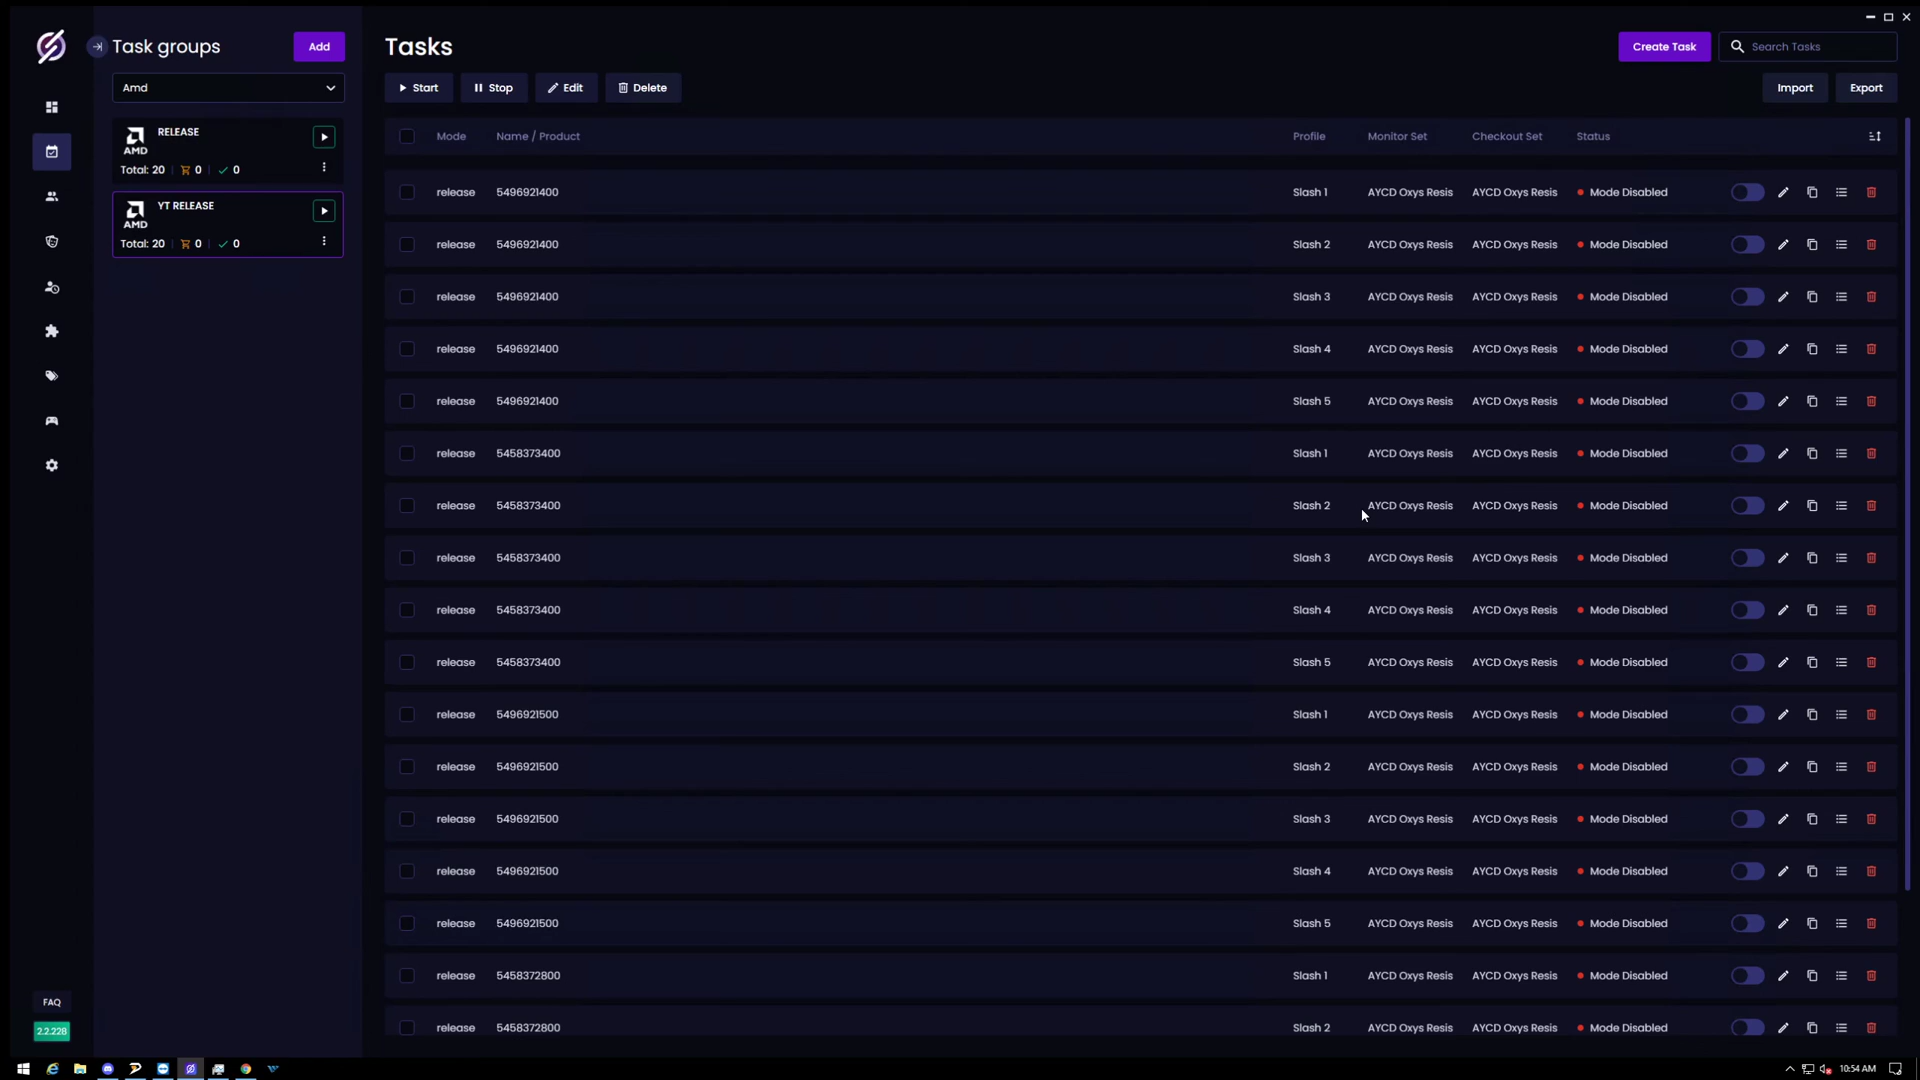 Task groups
Add
Amd
AMD
RELEASE
Total: 20 | 0 | 0
AMD
YT RELEASE
Total: 20 | 0 | 0
FAQ
2.2.228
Tasks
Create Task
Search Tasks
Start
Stop
Edit
Delete
Import
Export
Mode Name / Product Profile Monitor Set Checkout Set Status
release 5496921400 Slash 1 AYCD Oxys Resis AYCD Oxys Resis Mode Disabled
release 5496921400 Slash 2 AYCD Oxys Resis AYCD Oxys Resis Mode Disabled
release 5496921400 Slash 3 AYCD Oxys Resis AYCD Oxys Resis Mode Disabled
release 5496921400 Slash 4 AYCD Oxys Resis AYCD Oxys Resis Mode Disabled
release 5496921400 Slash 5 AYCD Oxys Resis AYCD Oxys Resis Mode Disabled
release 5458373400 Slash 1 AYCD Oxys Resis AYCD Oxys Resis Mode Disabled
release 5458373400 Slash 2 AYCD Oxys Resis AYCD Oxys Resis Mode Disabled
release 5458373400 Slash 3 AYCD Oxys Resis AYCD Oxys Resis Mode Disabled
release 5458373400 Slash 4 AYCD Oxys Resis AYCD Oxys Resis Mode Disabled
release 5458373400 Slash 5 AYCD Oxys Resis AYCD Oxys Resis Mode Disabled
release 5496921500 Slash 1 AYCD Oxys Resis AYCD Oxys Resis Mode Disabled
release 5496921500 Slash 2 AYCD Oxys Resis AYCD Oxys Resis Mode Disabled
release 5496921500 Slash 3 AYCD Oxys Resis AYCD Oxys Resis Mode Disabled
release 5496921500 Slash 4 AYCD Oxys Resis AYCD Oxys Resis Mode Disabled
release 5496921500 Slash 5 AYCD Oxys Resis AYCD Oxys Resis Mode Disabled
release 5458372800 Slash 1 AYCD Oxys Resis AYCD Oxys Resis Mode Disabled
release 5458372800 Slash 2 AYCD Oxys Resis AYCD Oxys Resis Mode Disabled
10:54 AM